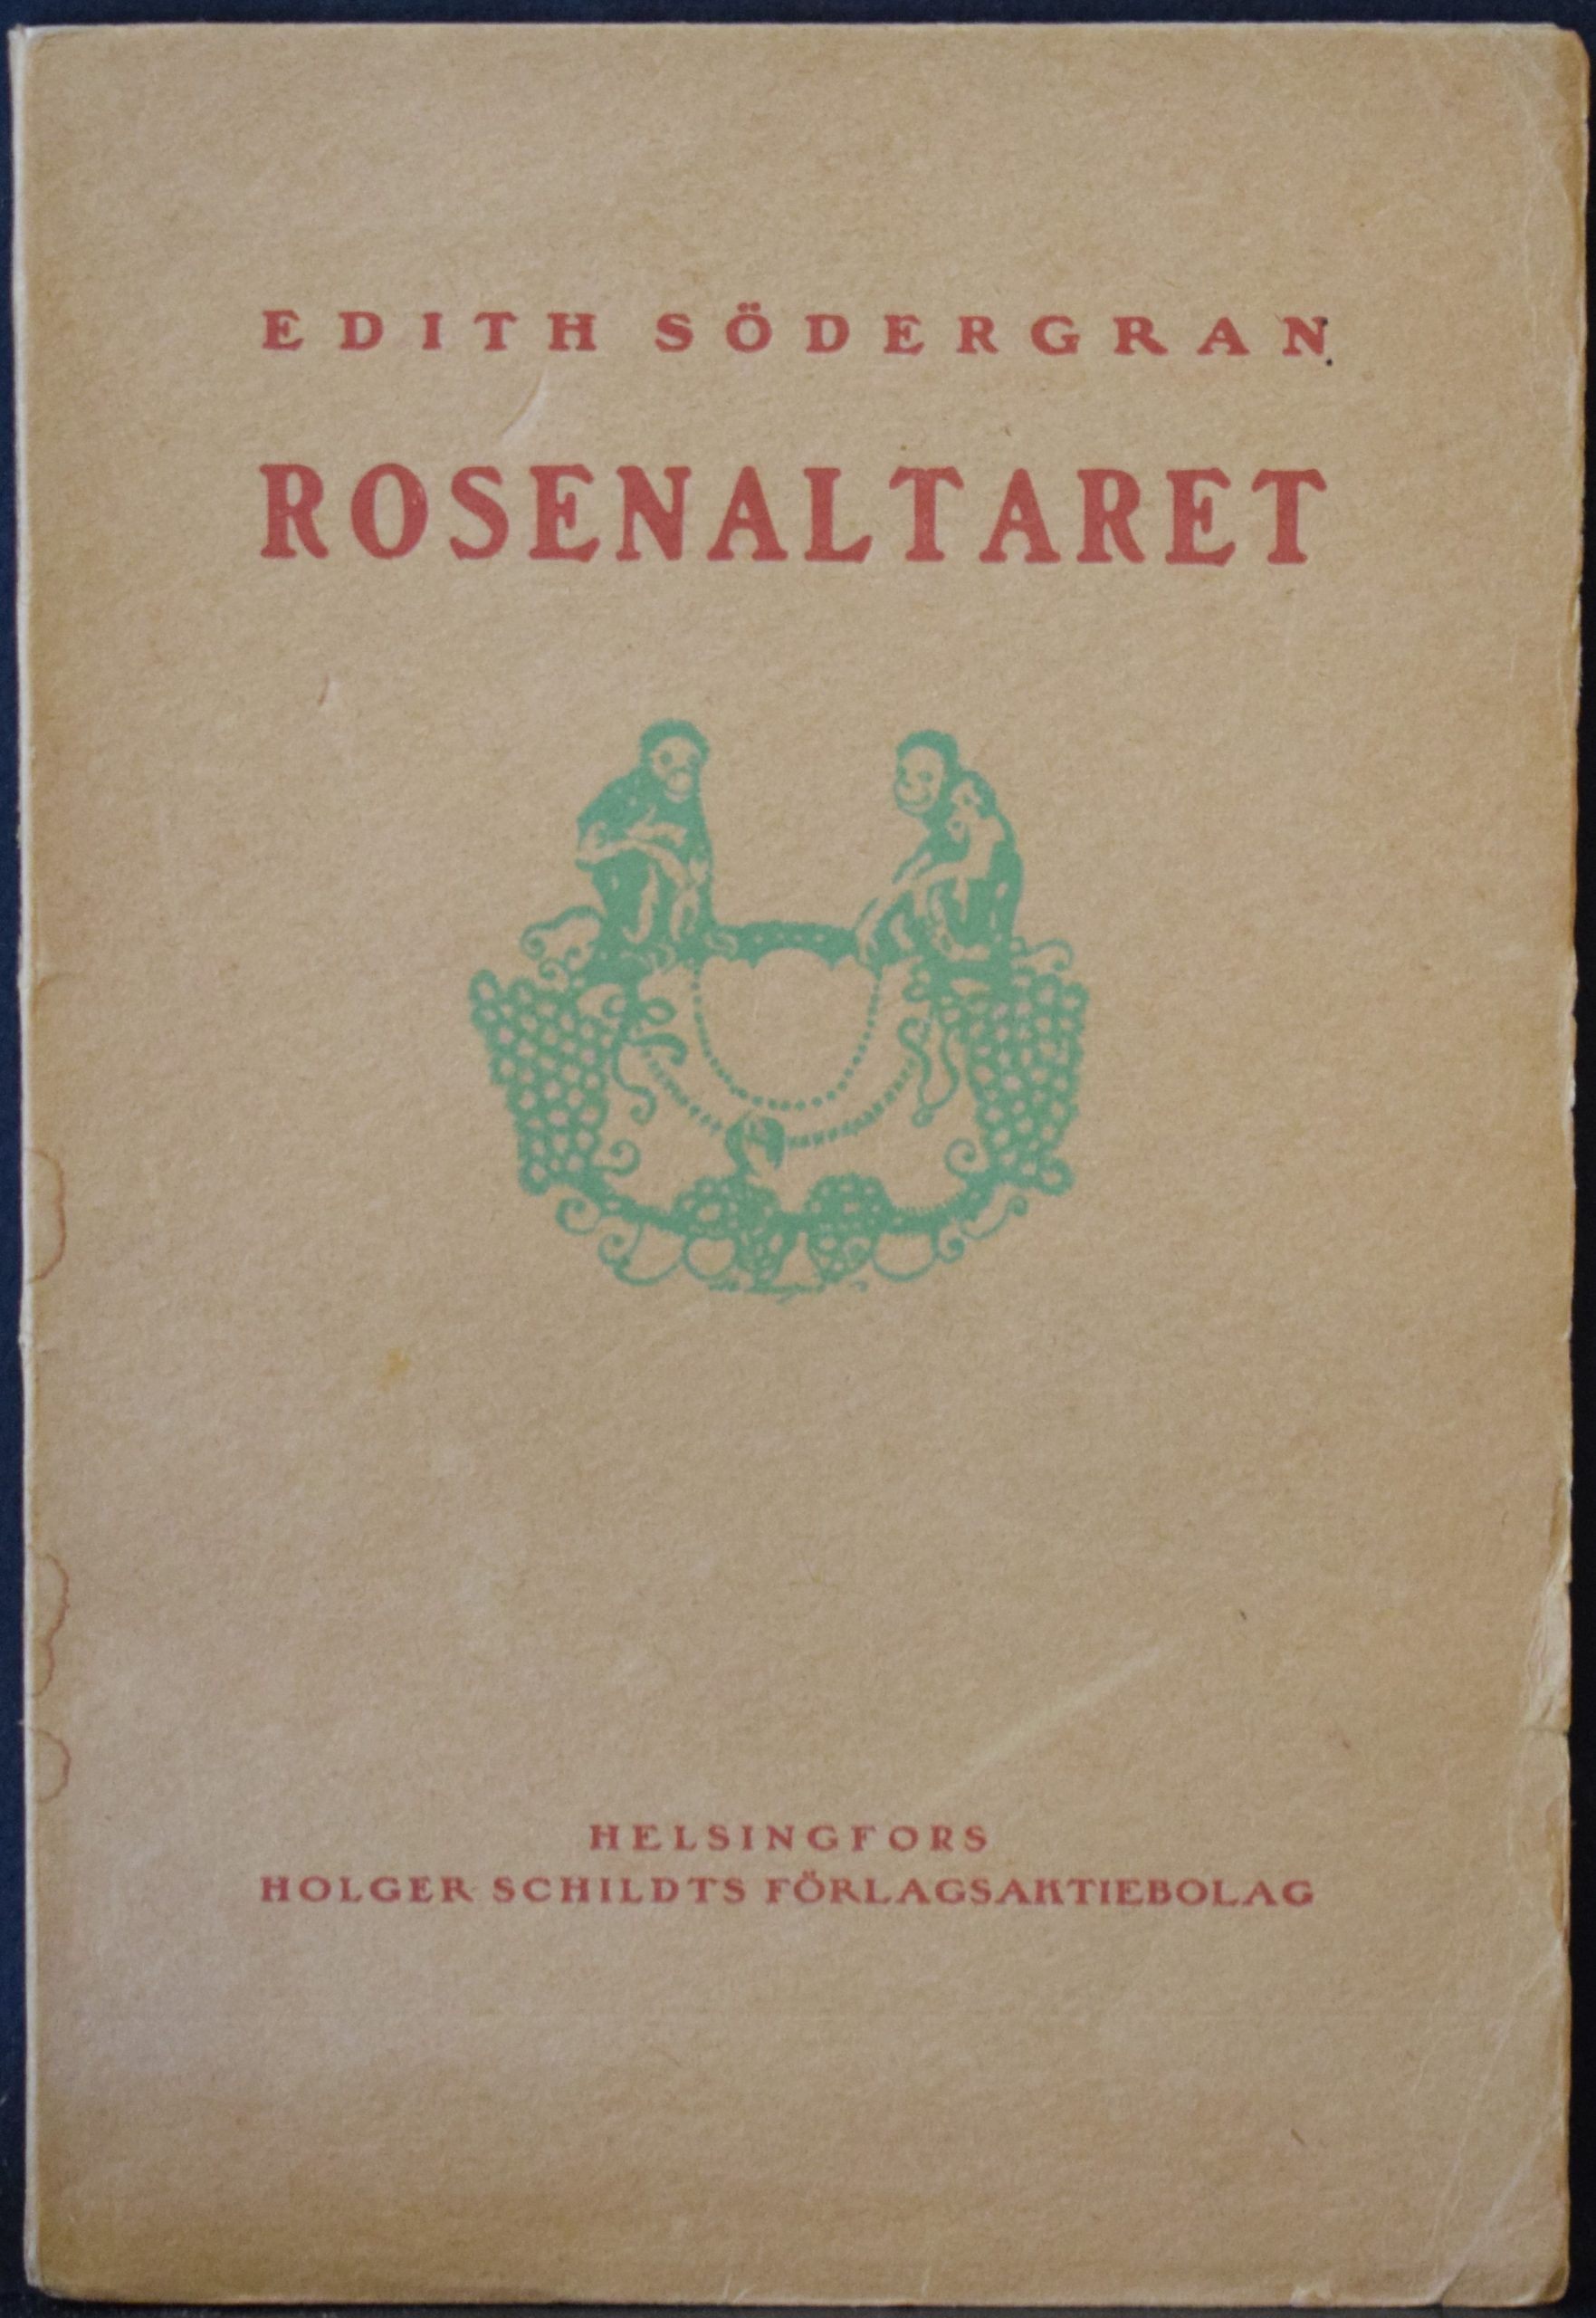 EDITH SÖDERGRAN
ROSENALTARET
HELSINGFORS
HOLGER SCHILDTS FÖRLAGSAKTIEBOLAG